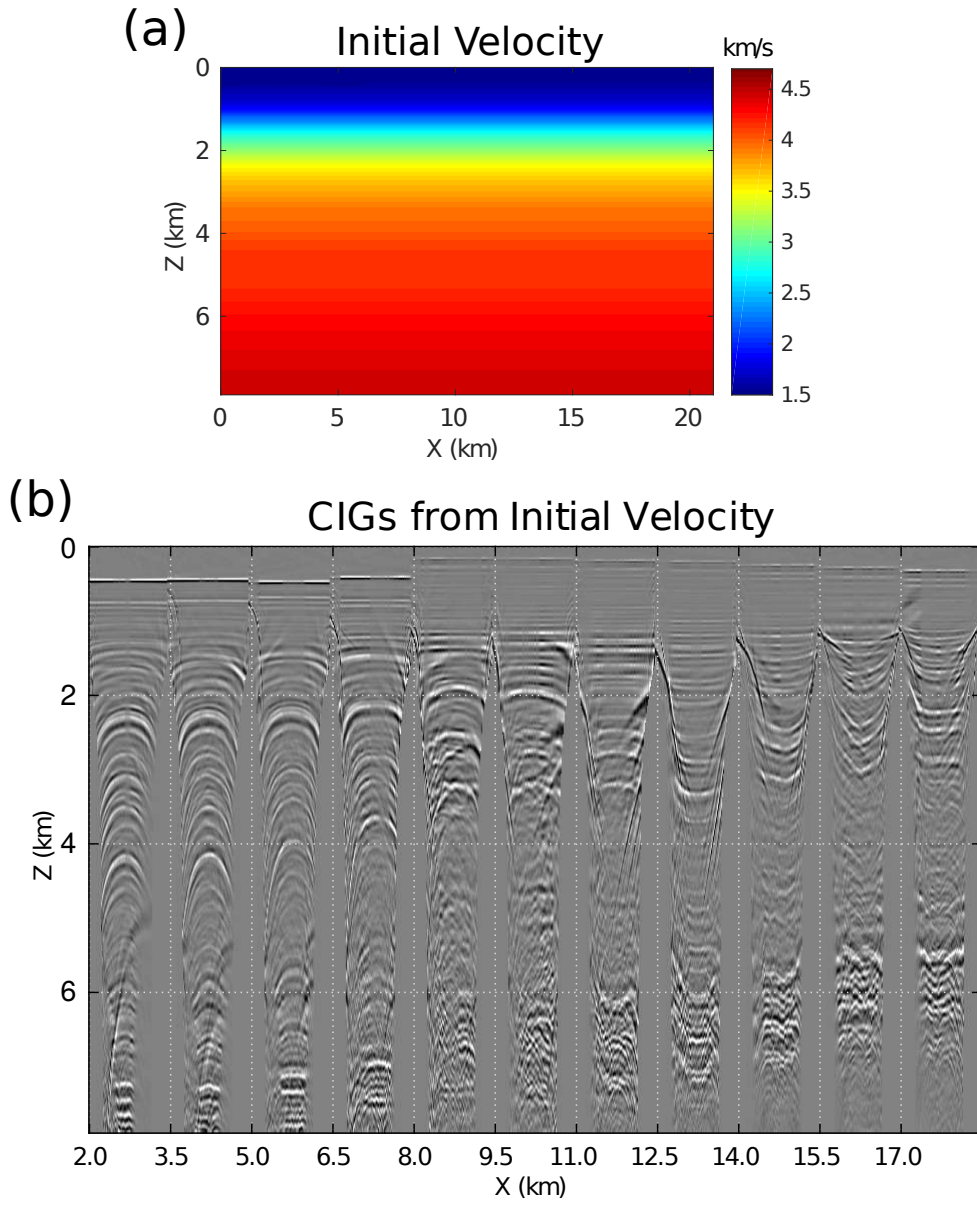 (a)
Initial Velocity
km/s
0
2
4
6
Z (km)
0 5 10 15 20
X (km)
4.5
4
3.5
3
2.5
2
1.5
(b)
CIGs from Initial Velocity
0
2
4
6
Z (km)
2.0 3.5 5.0 6.5 8.0 9.5 11.0 12.5 14.0 15.5 17.0
X (km)